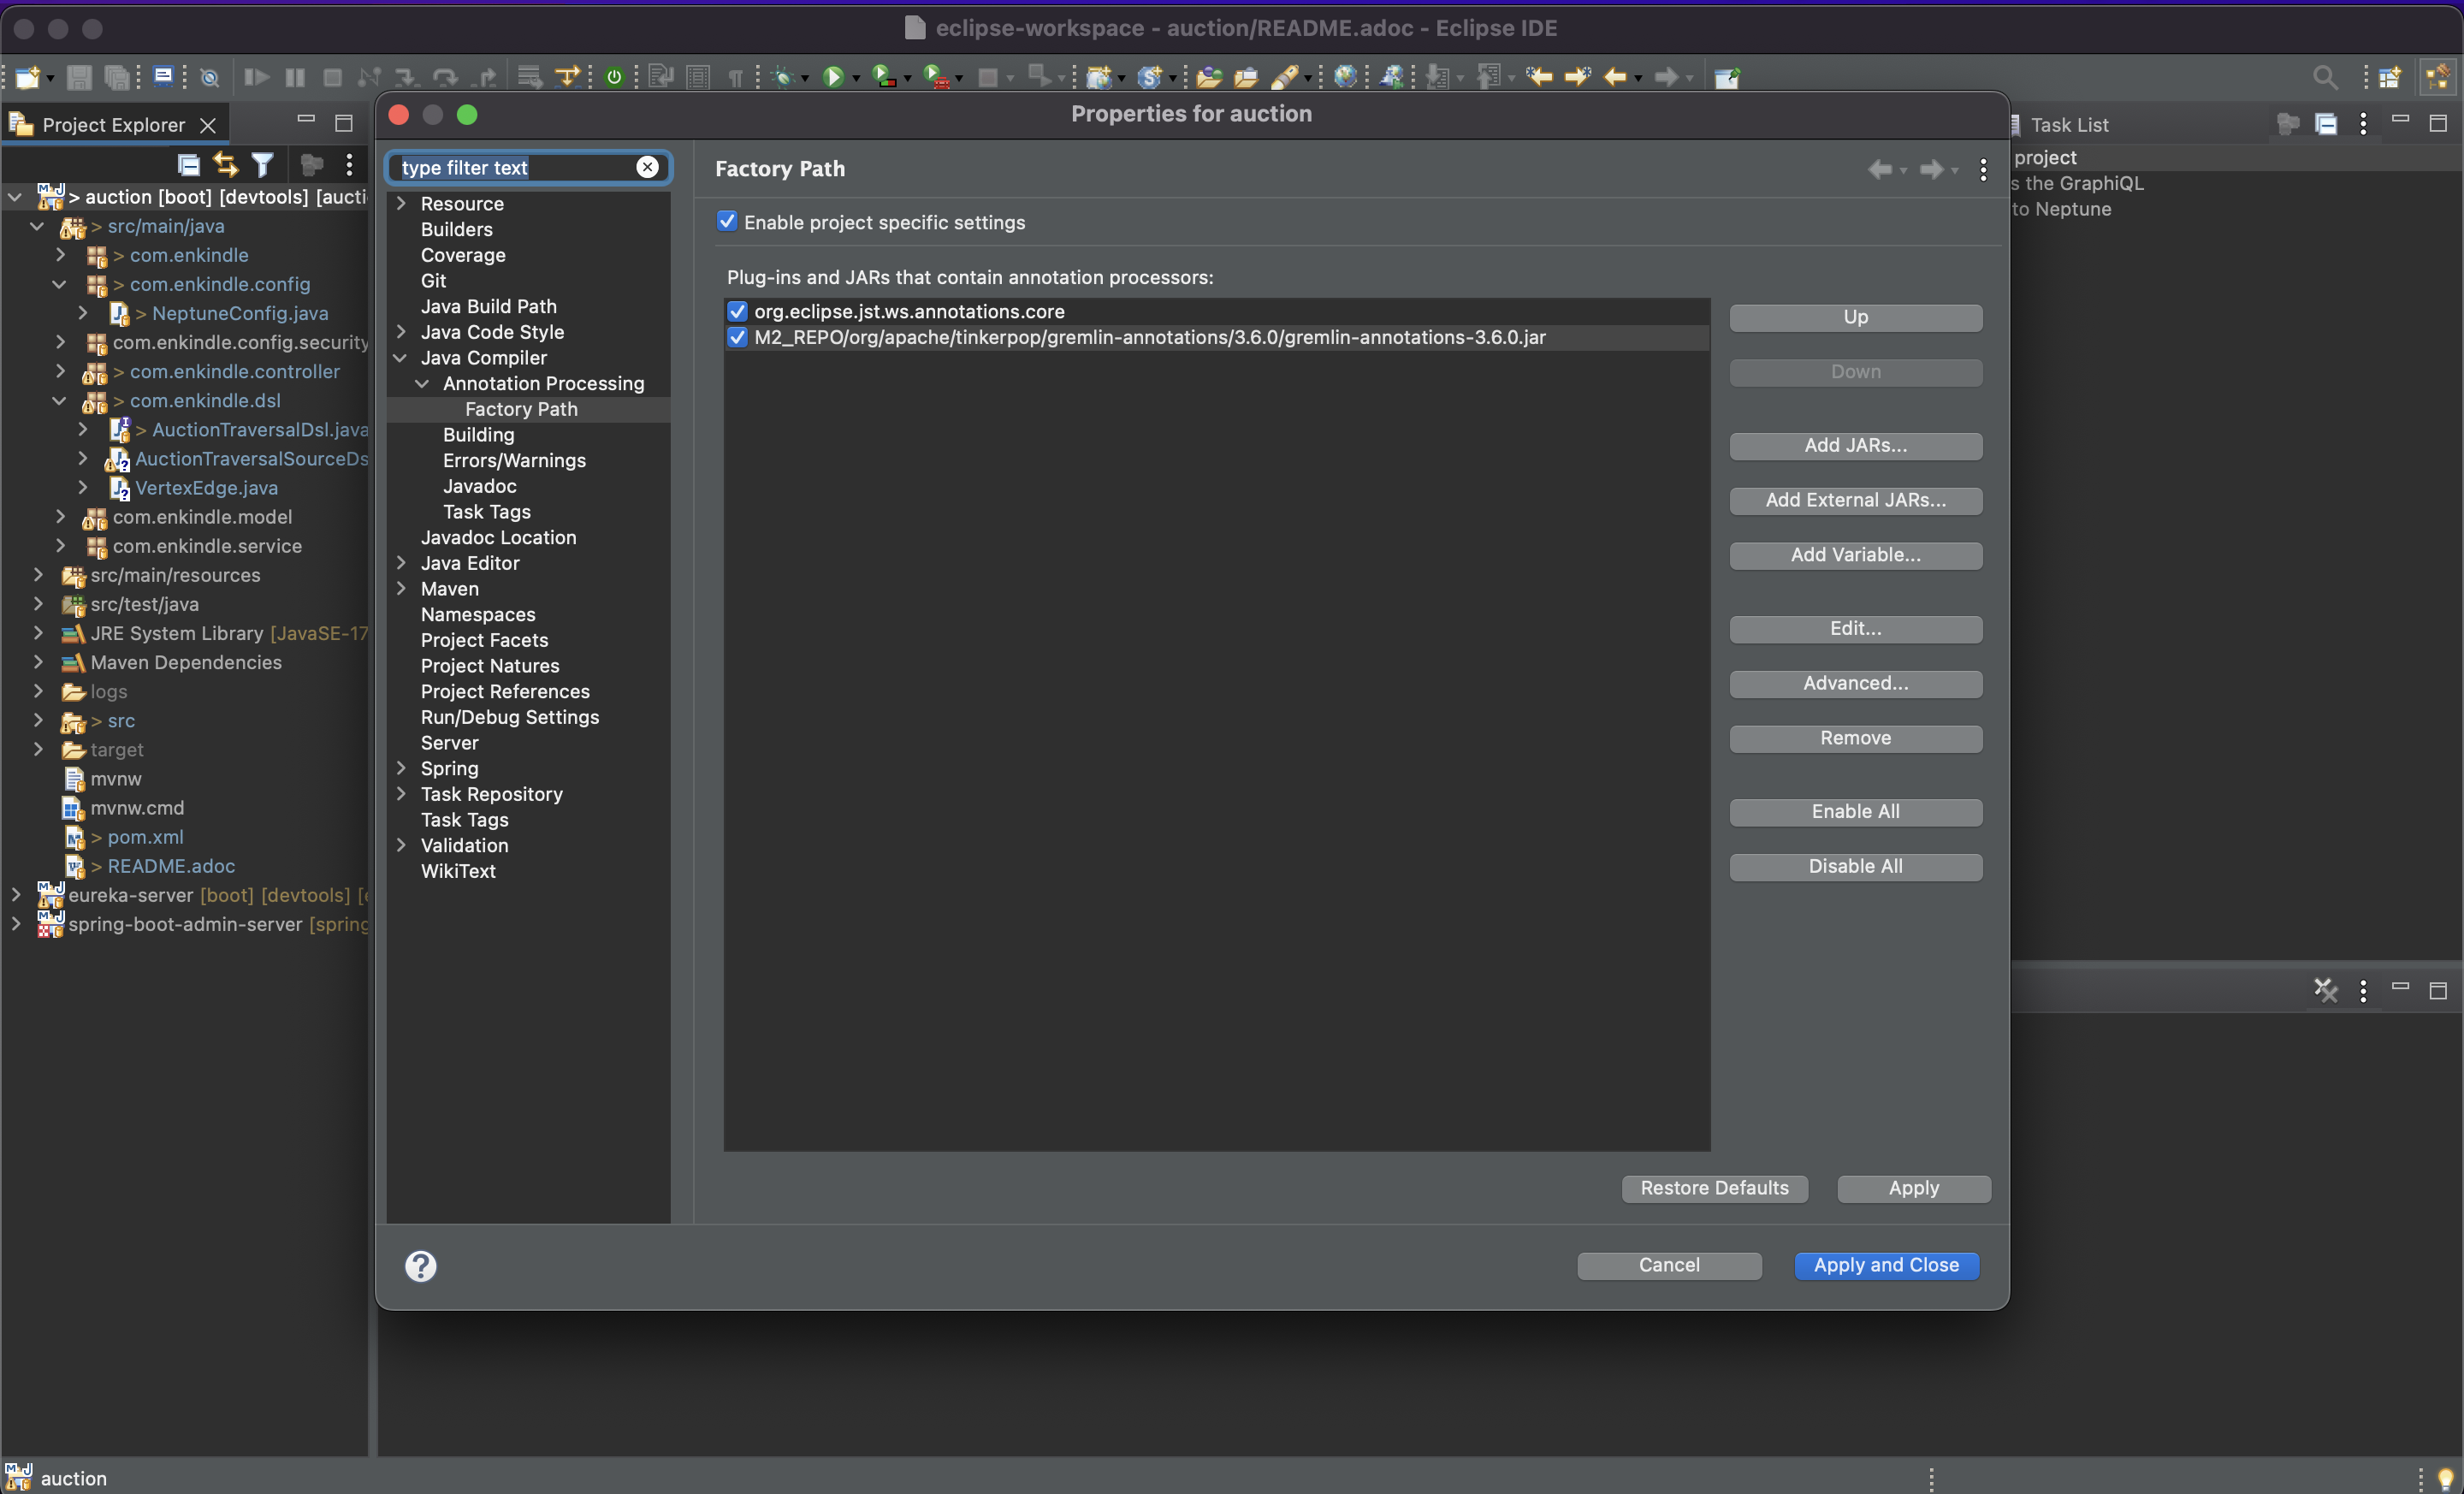 eclipse-workspace - auction/README.adoc - Eclipse IDE
Project Explorer
> auction [boot] [devtools] [aucti
> src/main/java
> com.enkindle
> com.enkindle.config
> NeptuneConfig.java
com.enkindle.config.security
> com.enkindle.controller
> com.enkindle.dsl
> AuctionTraversalDsl.java
AuctionTraversalSourceDs
VertexEdge.java
com.enkindle.model
com.enkindle.service
src/main/resources
src/test/java
JRE System Library [JavaSE-17
Maven Dependencies
logs
> src
target
mvnw
mvnw.cmd
> pom.xml
> README.adoc
eureka-server [boot] [devtools] [e
spring-boot-admin-server [spring
Properties for auction
type filter text
Resource
Builders
Coverage
Git
Java Build Path
Java Code Style
Java Compiler
Annotation Processing
Factory Path
Building
Errors/Warnings
Javadoc
Task Tags
Javadoc Location
Java Editor
Maven
Namespaces
Project Facets
Project Natures
Project References
Run/Debug Settings
Server
Spring
Task Repository
Task Tags
Validation
WikiText
Factory Path
Enable project specific settings
Plug-ins and JARs that contain annotation processors:
org.eclipse.jst.ws.annotations.core
M2_REPO/org/apache/tinkerpop/gremlin-annotations/3.6.0/gremlin-annotations-3.6.0.jar
Up
Down
Add JARs...
Add External JARs...
Add Variable...
Edit...
Advanced...
Remove
Enable All
Disable All
Restore Defaults
Apply
Cancel
Apply and Close
Task List
project
s the GraphiQL
to Neptune
auction